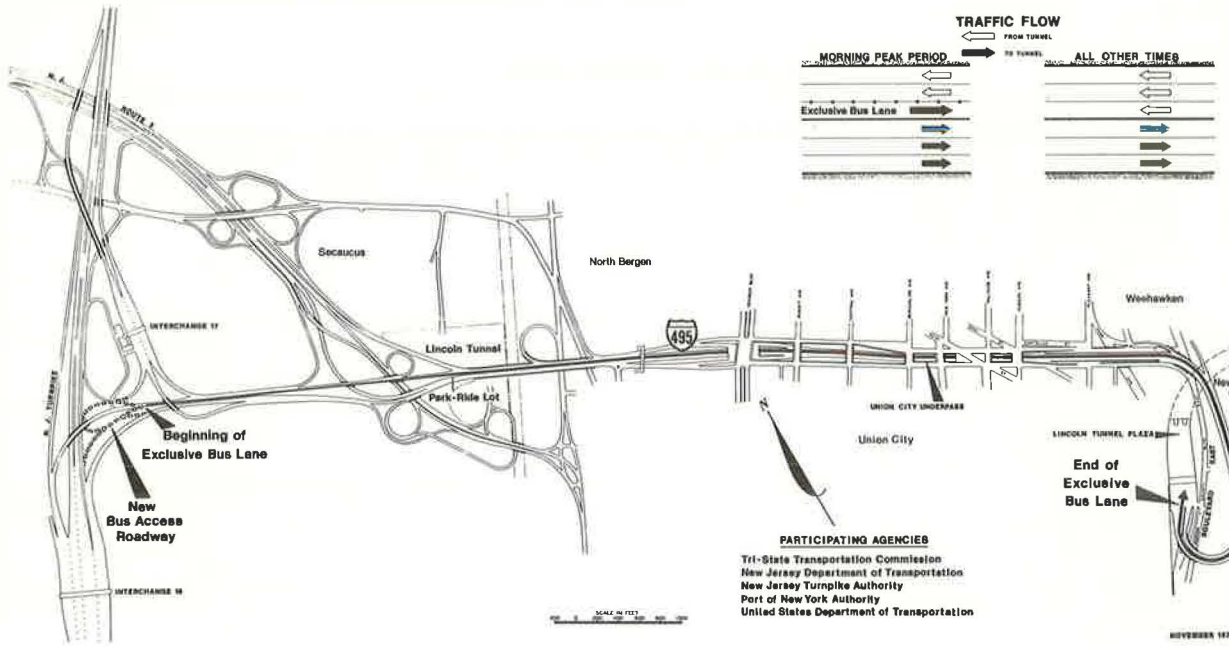 TRAFFIC FLOW
FROM TUNNEL
TO TUNNEL
MORNING PEAK PERIOD
ALL OTHER TIMES
Exclusive Bus Lane
ROUTE 3
Secaucus
North Bergen
495
Weehawken
INTERCHANGE 17
Lincoln Tunnel
Park-Ride Lot
N. J. TURNPIKE
Beginning of
Exclusive Bus Lane
New
Bus Access
Roadway
INTERCHANGE 16
UNION CITY UNDERPASS
Union City
LINCOLN TUNNEL PLAZA
End of
Exclusive
Bus Lane
EAST
BOULEVARD
N
PARTICIPATING AGENCIES
Tri-State Transportation Commission
New Jersey Department of Transportation
New Jersey Turnpike Authority
Port of New York Authority
United States Department of Transportation
SCALE IN FEET
NOVEMBER